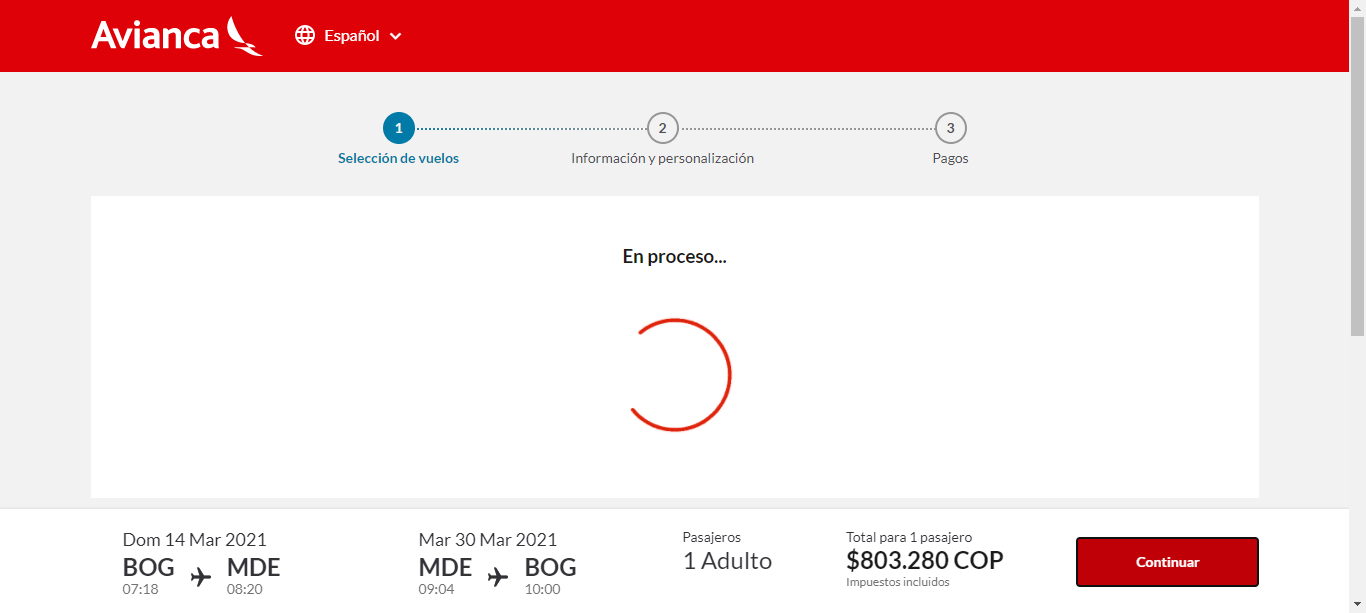 Avianca
Español
1
2
3
Selección de vuelos
Información y personalización
Pagos
En proceso...
Dom 14 Mar 2021
BOG MDE
07:18 08:20
Mar 30 Mar 2021
MDE BOG
09:04 10:00
Pasajeros
1 Adulto
Total para 1 pasajero
$803.280 COP
Impuestos incluidos
Continuar